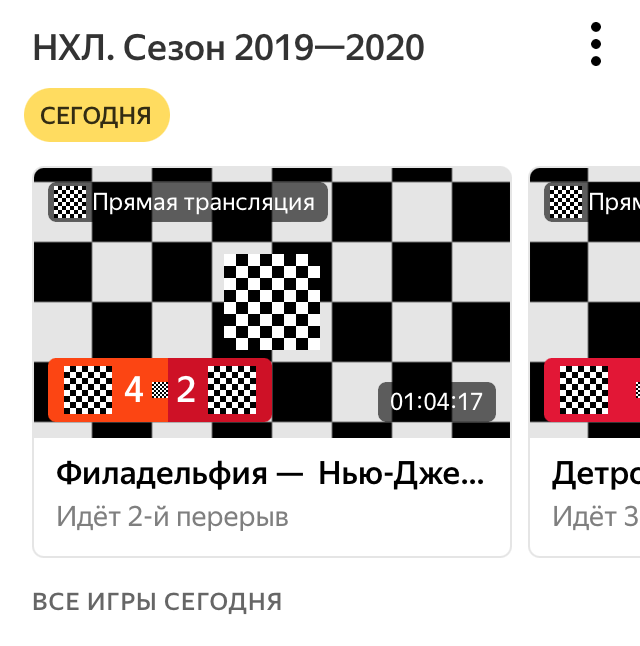 НХЛ. Сезон 2019—2020
СЕГОДНЯ
Прямая трансляция
4 2
01:04:17
Филадельфия — Нью-Дже...
Идёт 2-й перерыв
Прям
Детро
Идёт 3
ВСЕ ИГРЫ СЕГОДНЯ